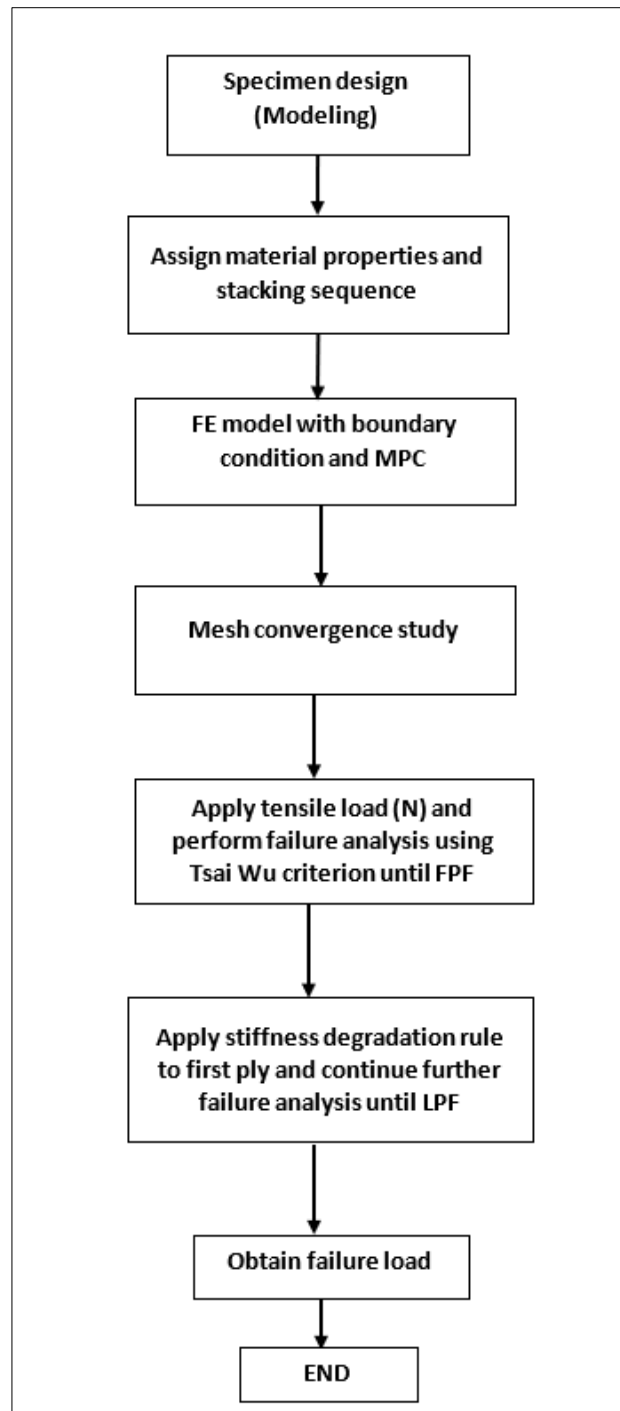 Specimen design
(Modeling)
Assign material properties and
stacking sequence
FE model with boundary
condition and MPC
Mesh convergence study
Apply tensile load (N) and
perform failure analysis using
Tsai Wu criterion until FPF
Apply stiffness degradation rule
to first ply and continue further
failure analysis until LPF
Obtain failure load
END